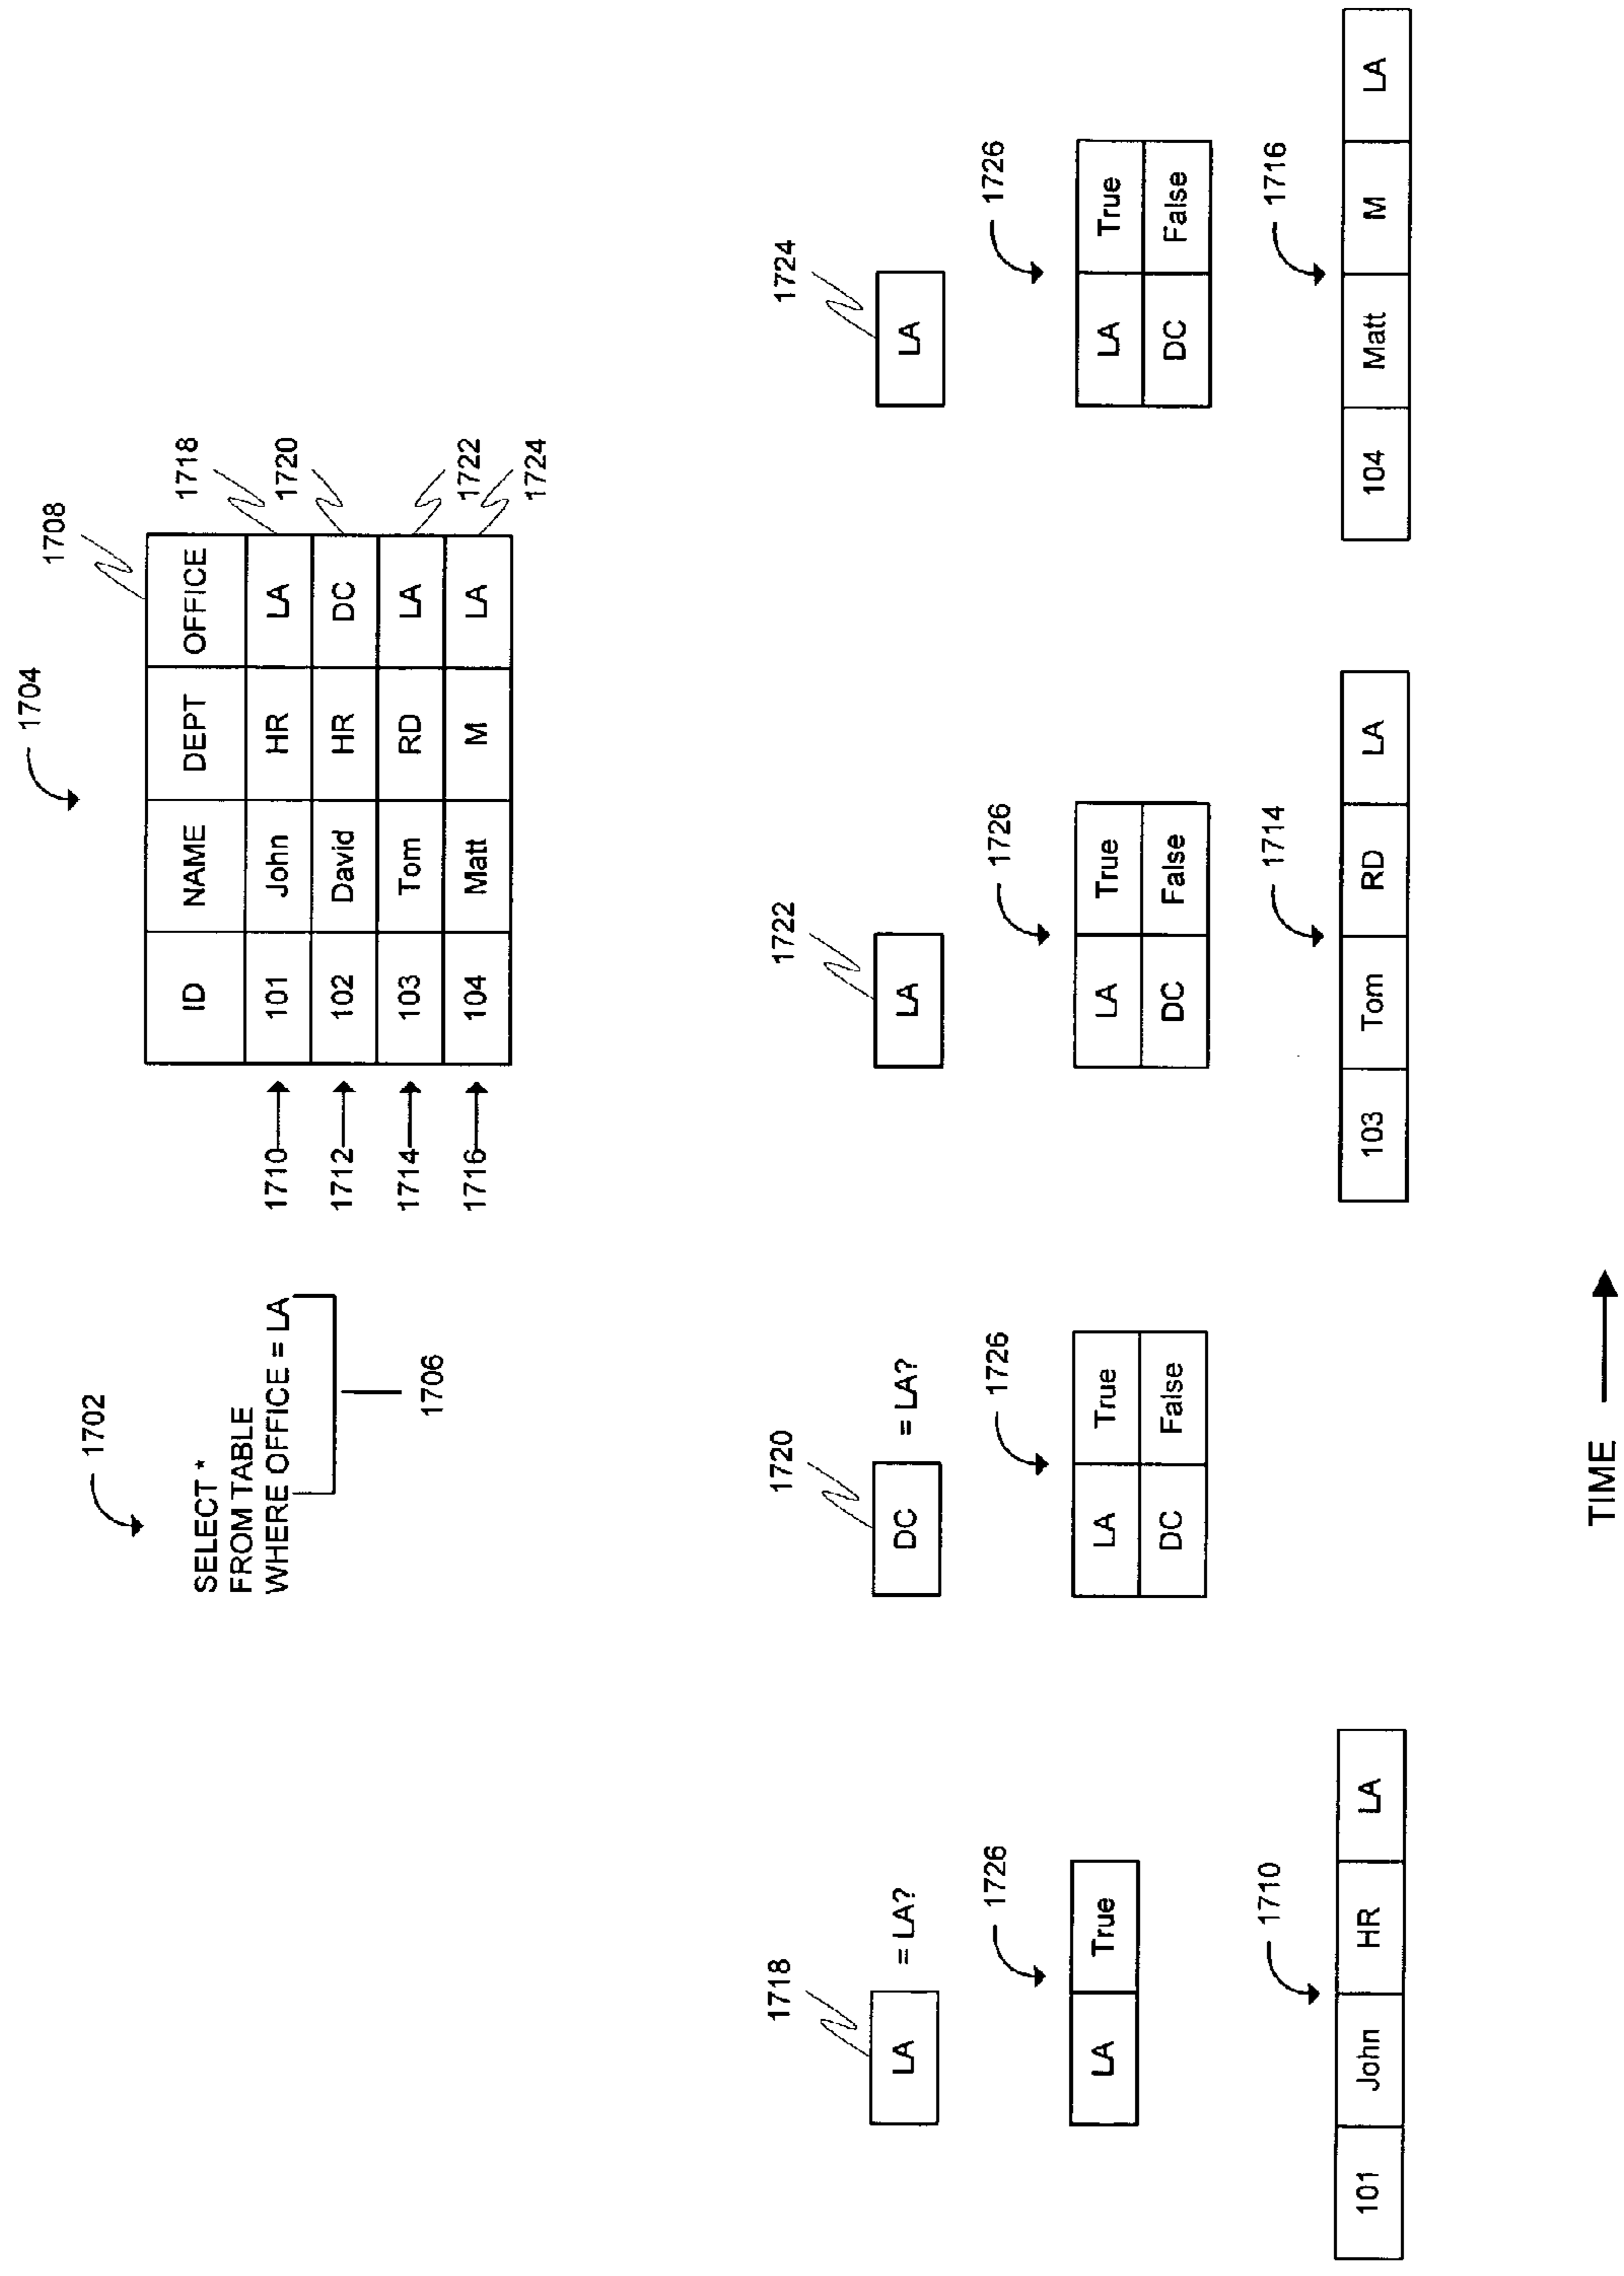 1702
SELECT *
FROM TABLE
WHERE OFFICE = LA
1706
1704
1708
ID NAME DEPT OFFICE
1710 101 John HR LA 1718
1712 102 David HR DC 1720
1714 103 Tom RD LA 1722
1716 104 Matt M LA 1724
1718 1720 1722 1724
LA = LA? DC = LA? LA LA
1726 1726 1726 1726
LA True LA True LA True LA True
DC False DC False DC False
1710 1714 1716
101 John HR LA 103 Tom RD LA 104 Matt M LA
TIME